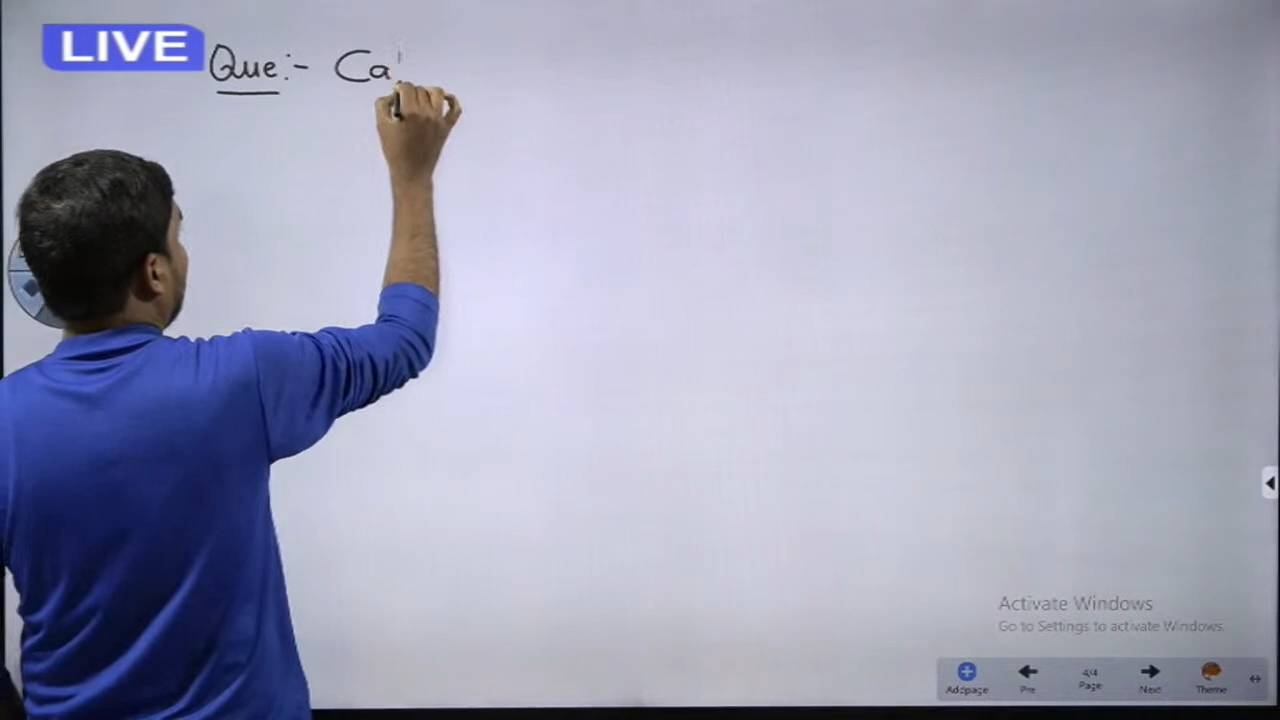 LIVE
Que:- Ca
Activate Windows
Go to Settings to activate Windows.
Addpage Pre 4/4 Page Next Theme